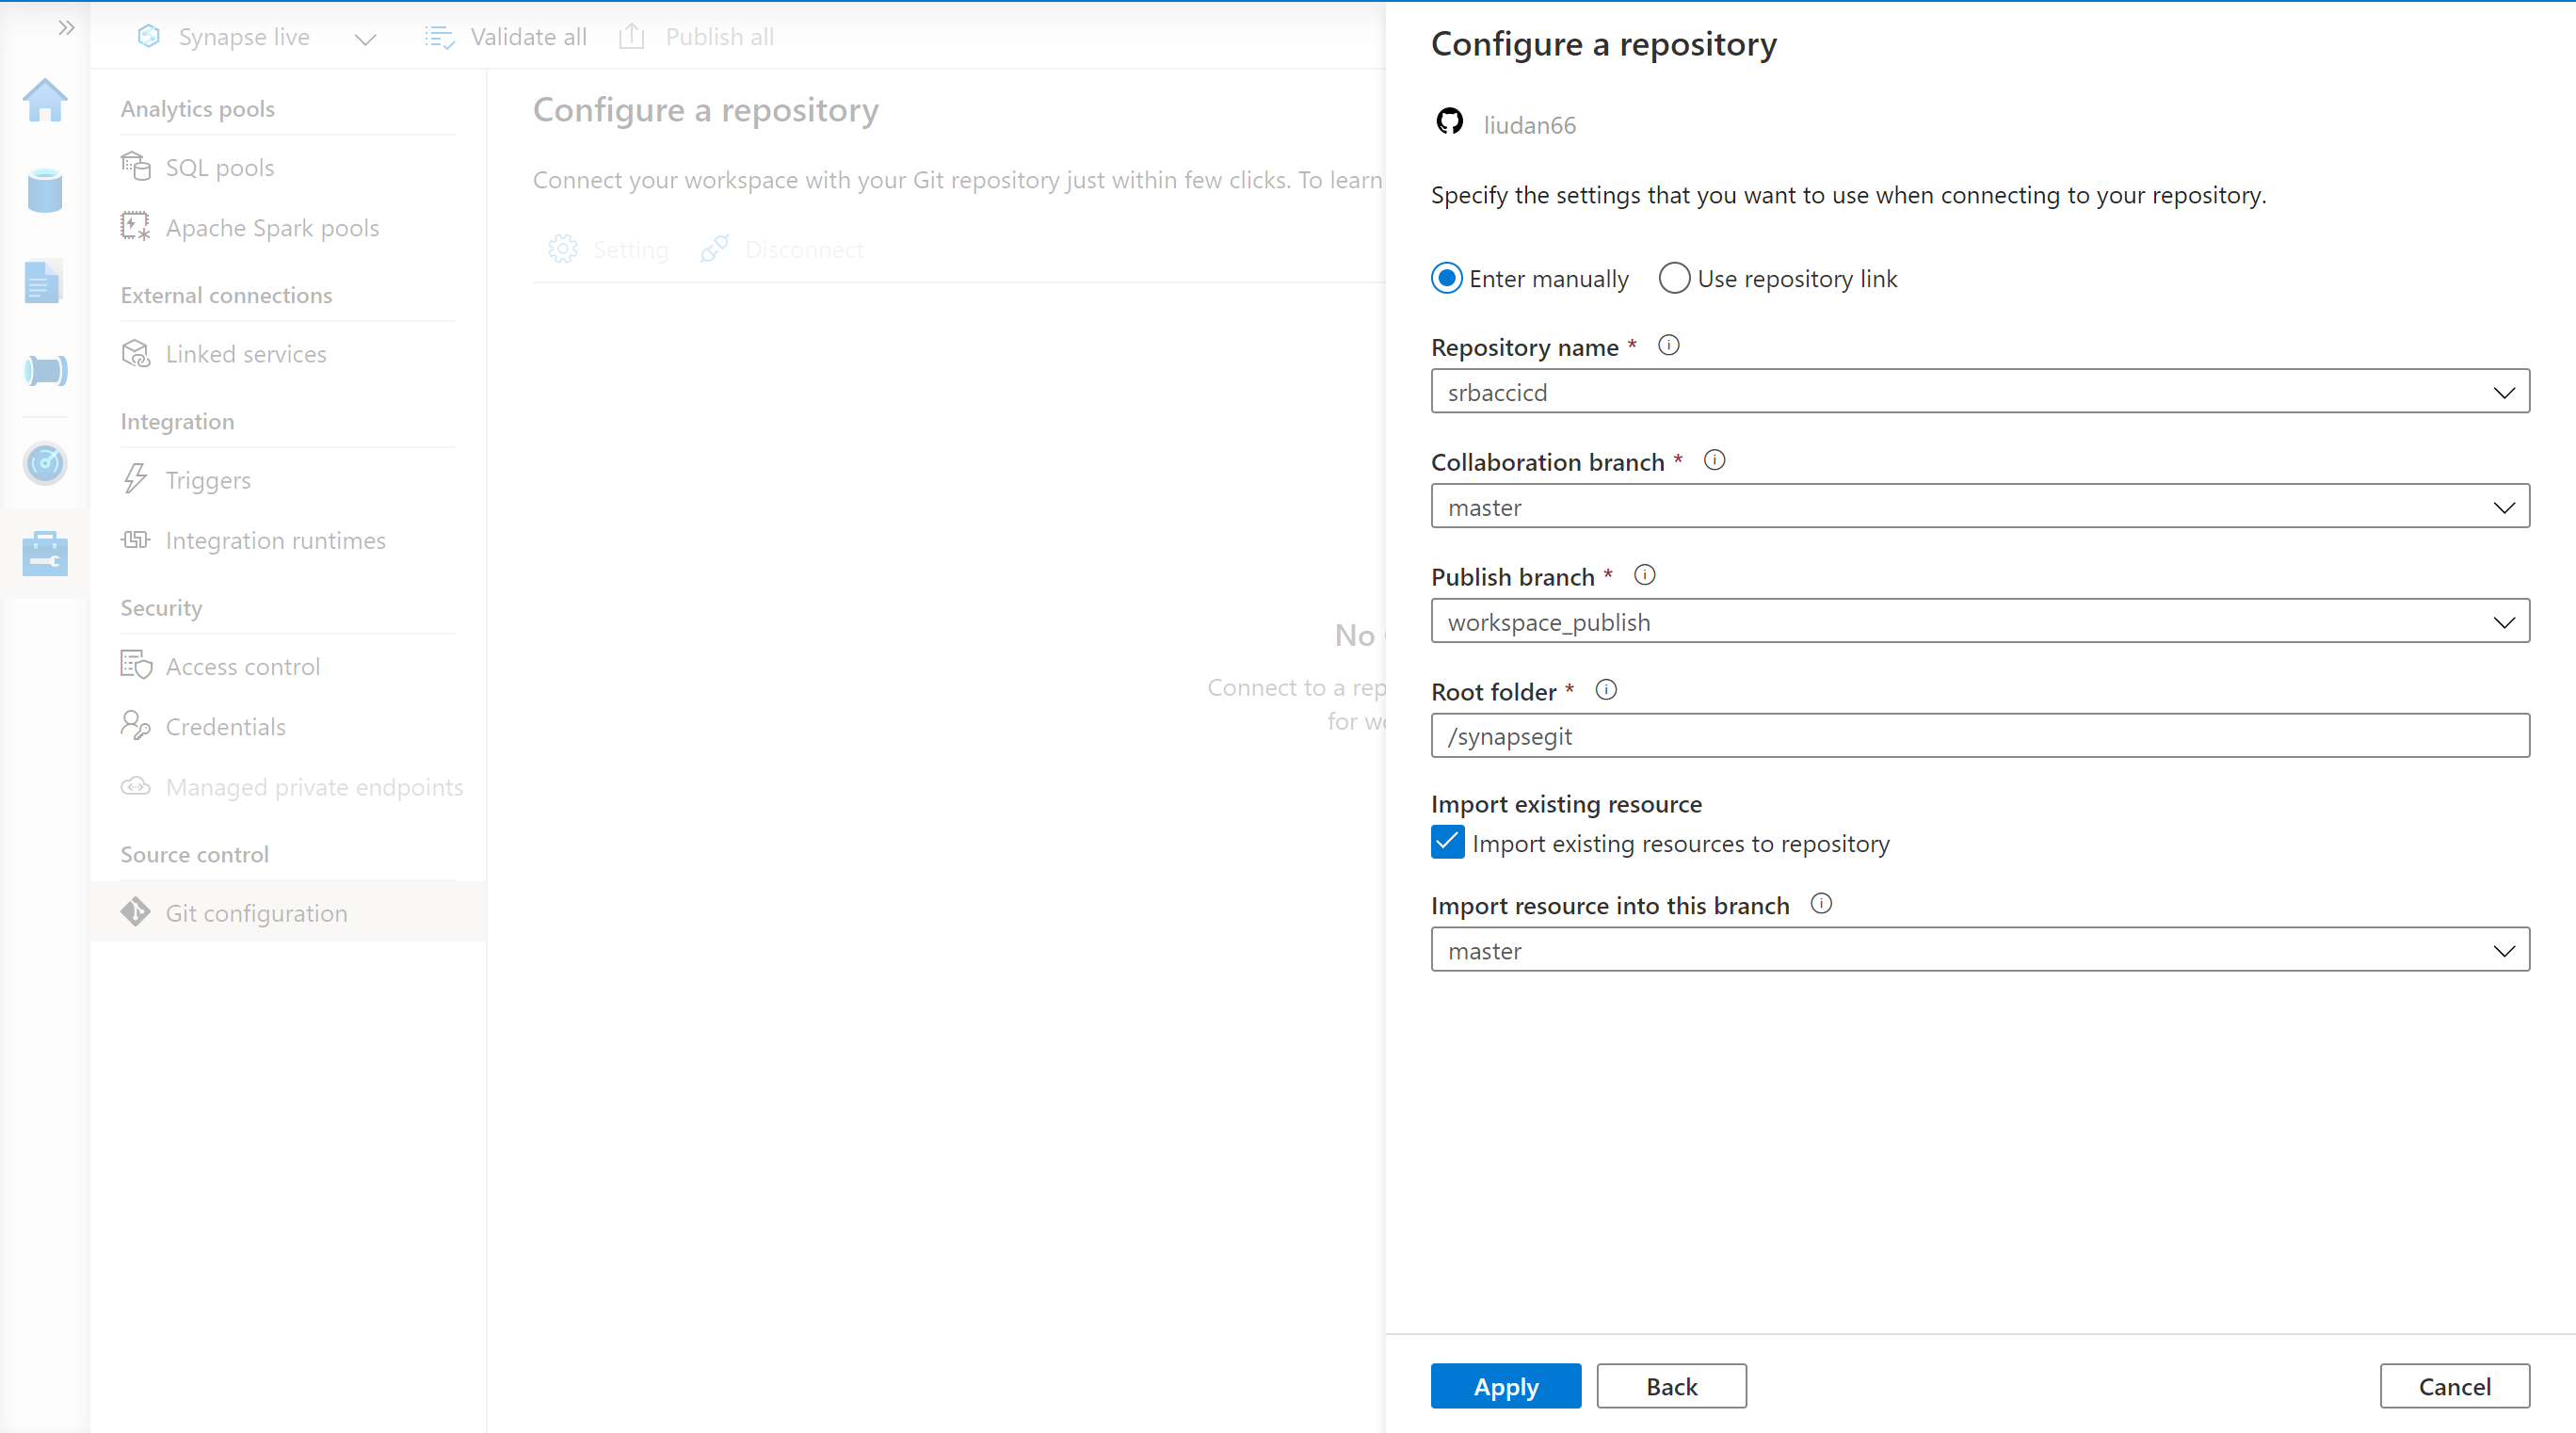 Synapse live
Validate all
Publish all
Analytics pools
SQL pools
Apache Spark pools
External connections
Linked services
Integration
Triggers
Integration runtimes
Security
Access control
Credentials
Managed private endpoints
Source control
Git configuration
Configure a repository
Connect your workspace with your Git repository just within few clicks. To learn
Setting
Disconnect
No
Connect to a rep
for wo
Configure a repository
liudan66
Specify the settings that you want to use when connecting to your repository.
Enter manually
Use repository link
Repository name *
srbaccicd
Collaboration branch *
master
Publish branch *
workspace_publish
Root folder *
/synapsegit
Import existing resource
Import existing resources to repository
Import resource into this branch
master
Apply
Back
Cancel